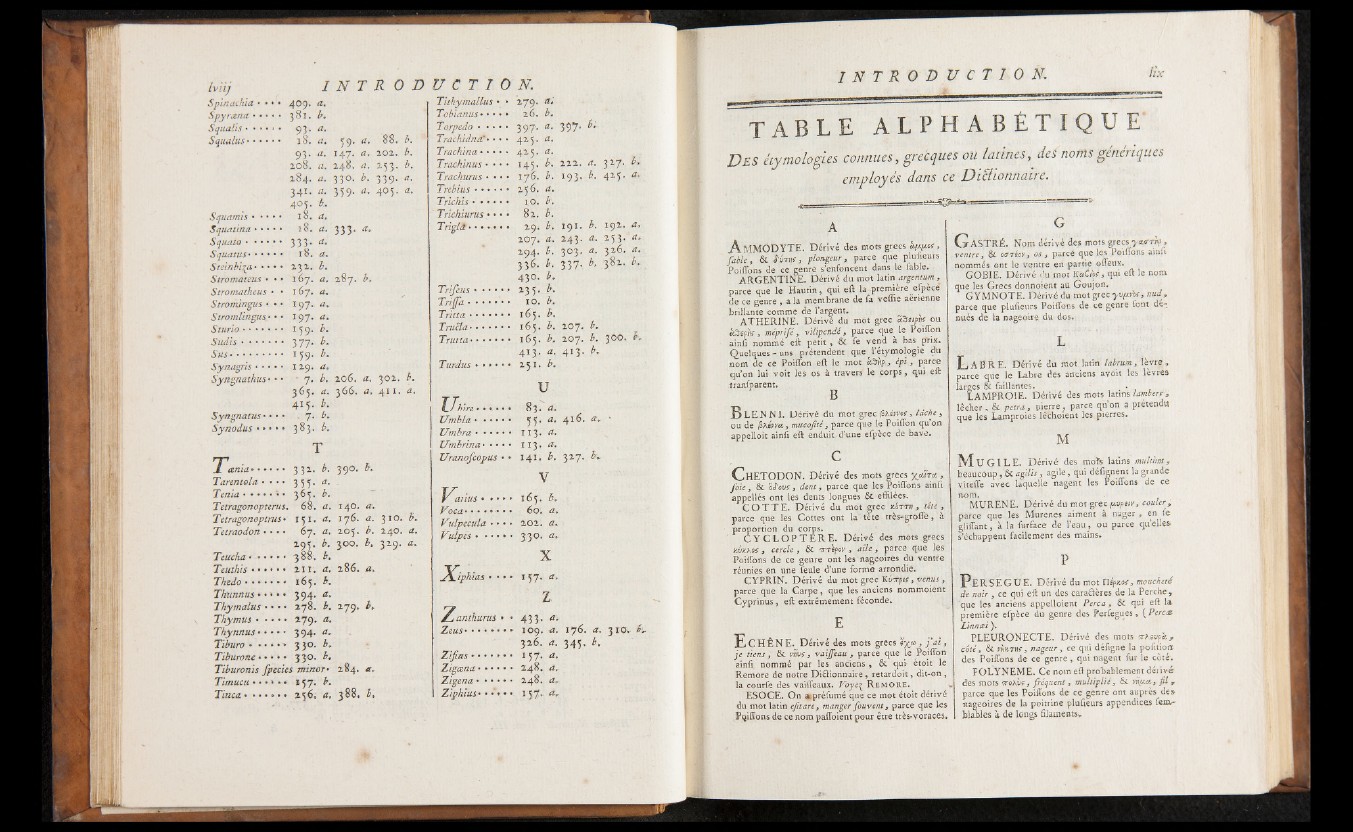 lviij INTRODUCTION.
Spinachia • • • • 409. a.
Spyræna • • • • • 381. b.
Squalis • • • • • • 93. a.
Squalus • • • • • • 18. a. 59. a. 88. b.
93. a. 147. a. 202. b.
208. a. 248. a. 253. b.
284. a. 330. b. 339. a.
341. a. 359. a. 405. a.
405. b.
Squamis • • • • • 18. a.
Squatina • • • • • 18. a. 333. a.
Squato • • • • • • 333. a.
Squatus • • • • • • 18. a.
Steinbiza • • • • 232. b.
Stromateus • • • 167. a. 287. b.
Stromatheus • • 167. a.
Stromingus • • • 197. a.
Stromlingus • • • 197. a.
Sturio • • • • • • • 159. b.
Sudis • • • • • • • 377. b.
Sus • • • • • • • • • 159. b.
Synagris • • • • • 129. a.
Syngnathus • • • 7. b. 206. a. 302. b.
365. a. 366. a. 411. a.
415. b.
Syngnatus • • • • 7. b.
Synodus • • • • • 383. b.
T
Tænia • • • • • • 332. b. 390. b.
Tarentola • • • • 355. a.
Tenia • • • • • • 365. b.
Tetragonopterus. 68. a. 140. a.
Tetragonoptrus • 151. a. 176. a. 310. b.
Tetraodon • • • • 67. a. 205. b. 240. a.
295. b. 300. b. 329. a.
Teucha • • • • • • 388. b.
Teuthis • • • • • • 211. a. 286. a.
Thedo • • • • • • • 165. b.
Thunnus • • • • • 394. a.
Thymalus • • • • 278. b. 279. b.
Thymus • • • • • 279. a.
Thynnus • • • • • 394. a.
Tiburo • • • • • • 330. b.
Tiburone • • • • • 330. b.
Tiburonis species minor • 284. a.
Timucu • • • • • • 157. b.
Tinca • • • • • • • 256. a. 388. b.
Tithymallus • • 279. a.
Tobianus • • • • • 26. b.
Torpedo • • • • • 397. a. 397. b.
Trachidna • • • • 425. a.
Trachina • • • • • 425. a.
Trachinus • • • • 145. b. 222. a. 327. b.
Trachurus • • • • 176. b. 193. b. 425. a.
Trebius • • • • • • 256. a.
Trichis • • • • • • 10. b.
Trichiurus • • • • 82. b.
Trigla • • • • • • • 29. b. 191. b. 192. a.
207. a. 243. a. 253. a.
294. b. 303. a. 326. a.
336. b. 337. b. 382. b.
430. b.
Triscus • • • • • • 235. b.
Trissa • • • • • • • 10. b.
Tritta • • • • • • • 165. b.
Tructa • • • • • • • 165. b. 207. b.
Trutta • • • • • • • 165. b. 207. b. 300. b.
413. a. 413. b.
Turdus • • • • • • 251. b.
U
Uhira • • • • • • 83. a.
Umbla • • • • • • 55. a. 416. a.
Umbra • • • • • • 113. a.
Umbrina • • • • • 113. a.
Uranoscopus • • 141. b. 327. b.
V
Varius • • • • • 165. b.
Voca • • • • • • • • 60. a.
Vulpecula • • • • 202. a.
Vulpes • • • • • • 330. a.
X
Xiphias • • • • 157. a.
Z
Zanthurus • • 433. a.
Zeus • • • • • • • • 109. a. 176. a. 310. b.
326. a. 345. b.
Zifius • • • • • • • 157. a.
Zigæna • • • • • • 248. a.
Zigena • • • • • • 248. a.
Ziphius • • • • • • 157. a.
INTRODUCTION. lix
TABLE ALPHABÉTIQUE
DES étymologies connues, grecques ou latines, des noms génériques
employés dans ce Dictionnaire.
A
AMMODYTE. Dérivé des mots grecs ἄμμος,
sable, & δύτης, plongeur, parce que plusieurs
Poissons de ce genre s'enfoncent dans le sable.
ARGENTINE. Dérivé du mot latin argentum,
parce que le Hautin, qui est la première espèce
de ce genre, a la membrane de sa vessie aërienne
brillante comme de l'argent.
ATHERINE. Dérivé du mot grec ou
méprisé, vilipendé, parce que le Poisson
ainsi nommé est petit, & se vend à bas prix.
Quelques-uns prétendent que l'étymologie du
nom de ce Poisson est le mot épi, parce
qu'on lui voit les os à travers le corps, qui est
transparent.
B
BLENNI. Dérivé du mot grec lâche,
ou de βλέννα, mucosité, parce que le Poisson qu'on
appelloit ainsi est enduit d'une espèce de bave.
C
CHETODON. Dérivé des mots grecs χαίτα,
soie, & ὀδοὺς, dent, parce que les Poissons ainsi
appellés ont les dents longues & effilées.
COTTE. Dérivé du mot grec κόττη, tête,
parce que les Cottes ont la tête très-grosse, à
proportion du corps.
CYCLOPTERE. Dérivé des mots grecs
κύκλος, cercle, & πτέρον, aile, parce que les
Poissons de ce genre ont les nageoires du ventre
réunies en une seule d'une forme arrondie.
CYPRIN. Dérivé du mot grec Κύπρις, venus,
parce que la Carpe, que les anciens nommoient
Cyprinus, est extrêmement féconde.
E
ECHÊNE. Dérivé des mots grecs ἔχω, j'ai,
je tiens, & νῆος, vaisseau, parce que le Poisson
ainsi nommé par les anciens, & qui étoit le
Remore de notre Dictionnaire, retardoit, dit-on,
la course des vaisseaux. Voyez REMORE.
ESOCE. On a présumé que ce mot étoit dérivé
du mot latin esitare, manger souvent, parce que les
Poissons de ce nom passoient pour être très-voraces.
G
GASTRÉ. Nom dérivé des mots grecs γαστὴρ,
ventre, & ὀστέον, os, parce que les Poissons ainsi
nommés ont le ventre en partie osseux.
GOBIE. Dérivé du mot Κωβιὸς, qui est le nom
que les Grecs donnoient au Goujon.
GYMNOTE. Dérivé du mot grec γυμνὸς, nud,
parce que plusieurs Poissons de ce genre sont dé-
nués de la nageoire du dos.
L
LABRE. Dérivé du mot latin labrum, lèvre,
parce que le Labre des anciens avoit les lèvres
larges & saillantes.
LAMPROIE. Dérivé des mots latins lambere,
lêcher, & petra, pierre, parce qu'on a prétendu
que les Lamproies lêchoient les pierres.
M
MUGILE. Dérivé des mots latins multùm,
beaucoup, & agilis, agile, qui désignent la grande
vîtesse avec laquelle nagent les Poissons de ce
nom.
MURENE. Dérivé du mot grec μύρειν, couler,
parce que les Murenes aiment à nager, en se
glissant, à la surface de l'eau, ou parce qu'elles
s'échappent facilement des mains.
P
PERSEGUE. Dérivé du mot Πέρκος, moucheté
de noir, ce qui est un des caractères de la Perche,
que les anciens appelloient Perca, & qui est la
première espèce du genre des Persegues, (Percæ
Linnæi).
PLEURONECTE. Dérivé des mots πλευρὰ,
côté, & νήκτης, nageur, ce qui désigne la position
des Poissons de ce genre, qui nagent sur le côté.
POLYNEME. Ce nom est probablement dérivé
des mots πολὺς, fréquent, multiplié, & νῆμα, fil,
parce que les Poissons de ce genre ont auprès des
nageoires de la poitrine plusieurs appendices sem-
blables à de longs filaments.